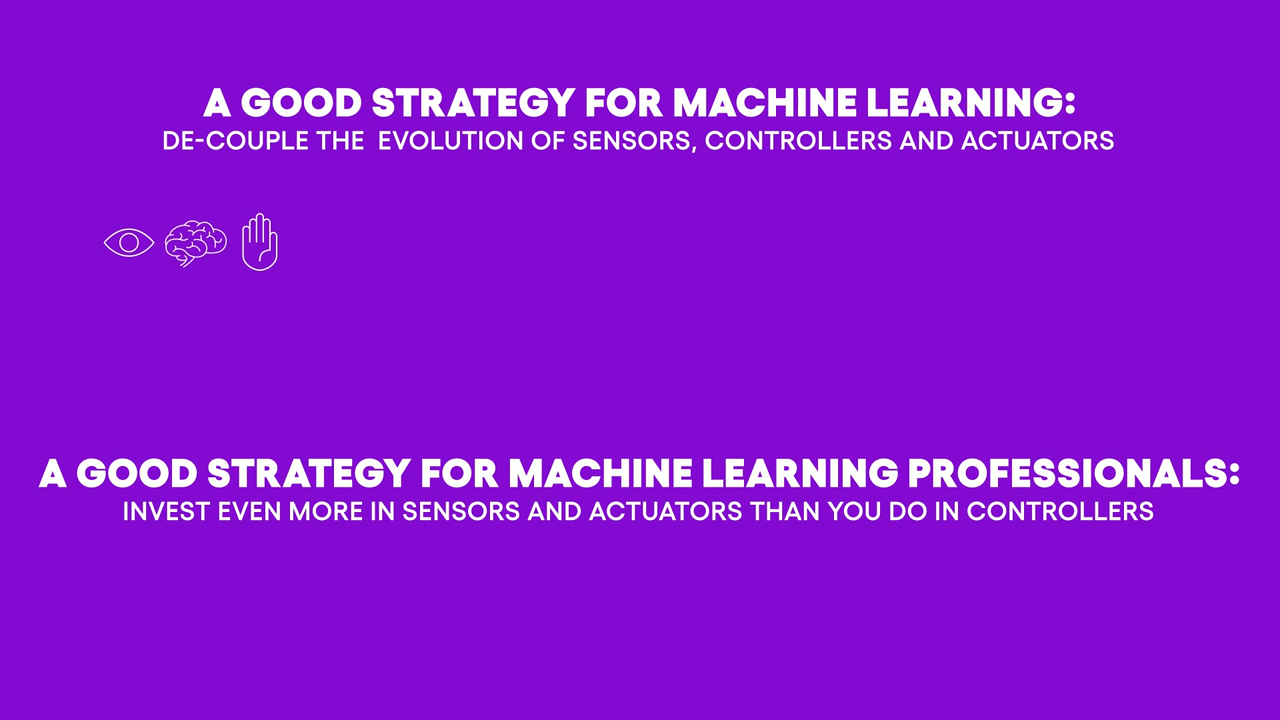 A GOOD STRATEGY FOR MACHINE LEARNING:
DE-COUPLE THE  EVOLUTION OF SENSORS, CONTROLLERS AND ACTUATORS
A GOOD STRATEGY FOR MACHINE LEARNING PROFESSIONALS:
INVEST EVEN MORE IN SENSORS AND ACTUATORS THAN YOU DO IN CONTROLLERS